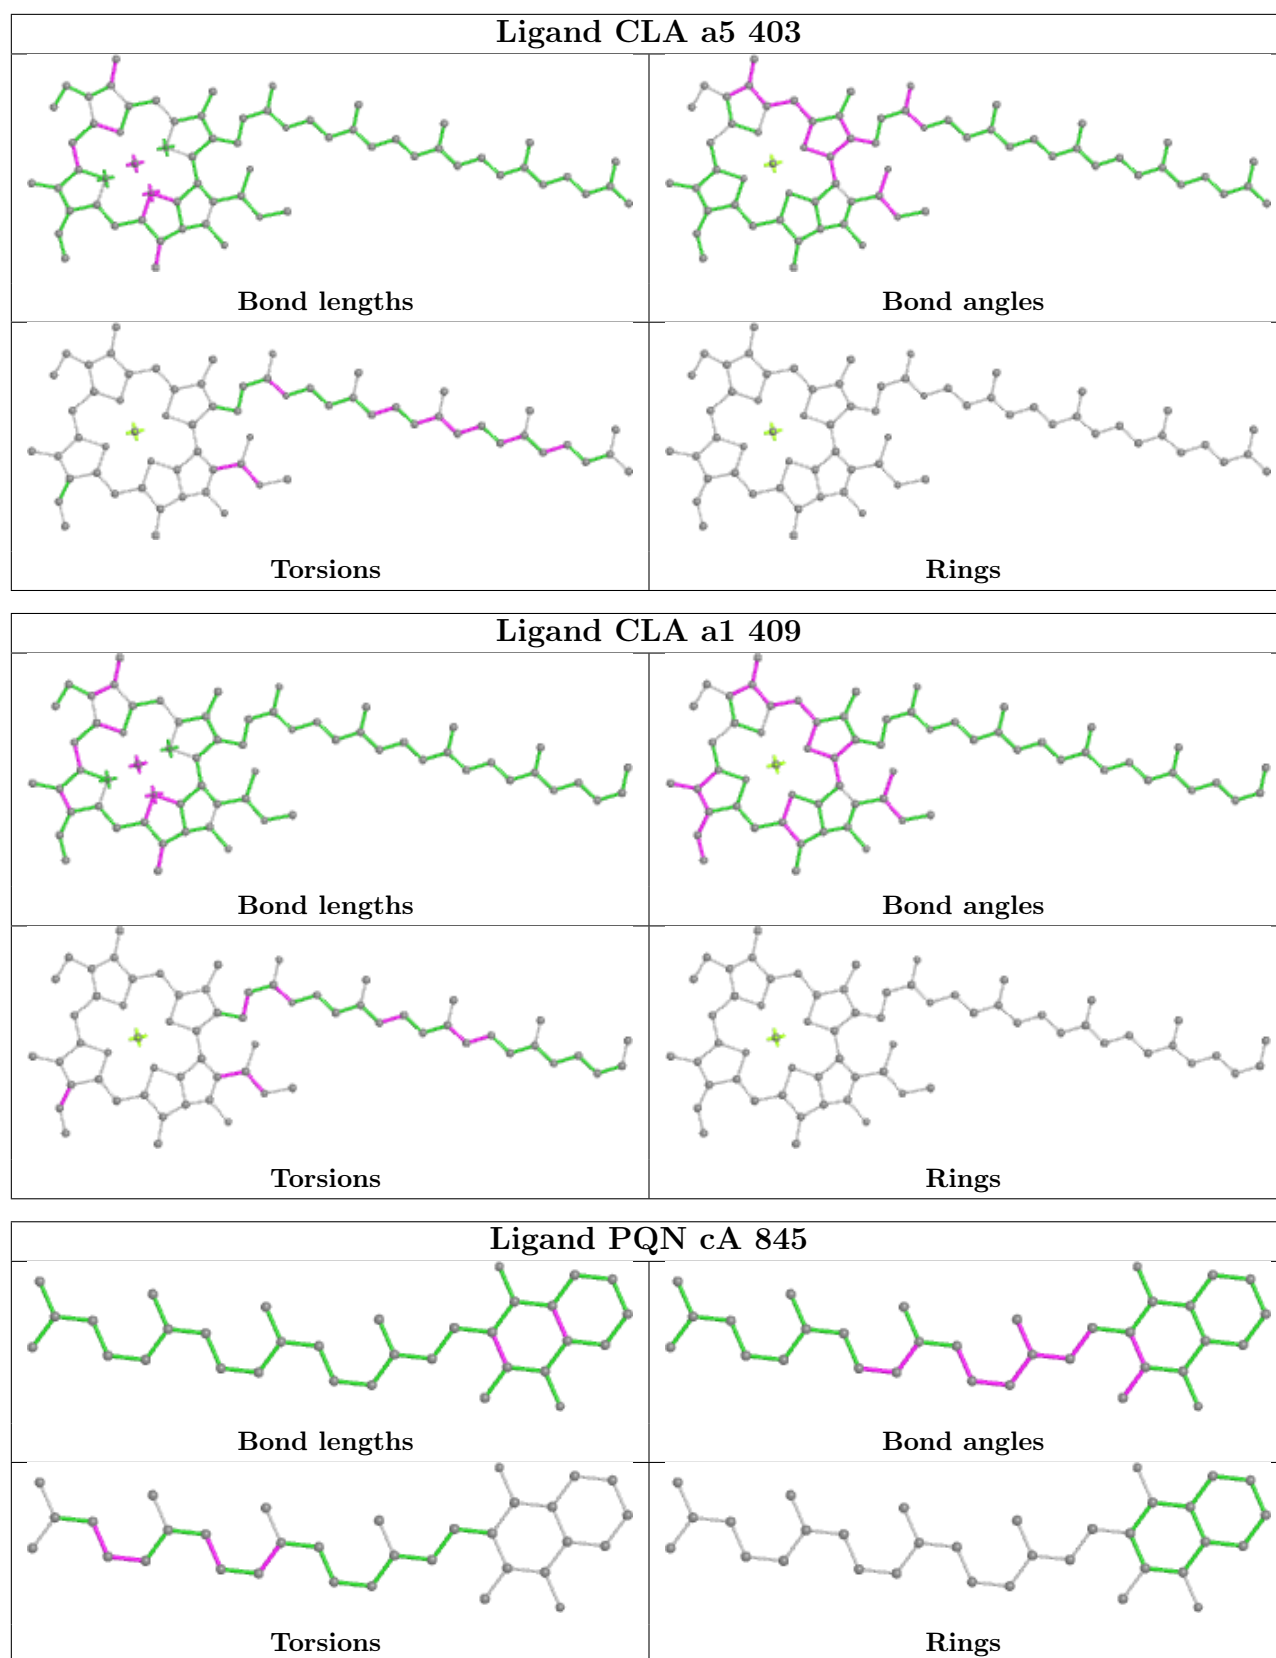 Ligand CLA a5 403
Bond lengths
Bond angles
Torsions
Rings
Ligand CLA a1 409
Bond lengths
Bond angles
Torsions
Rings
Ligand PQN cA 845
Bond lengths
Bond angles
Torsions
Rings